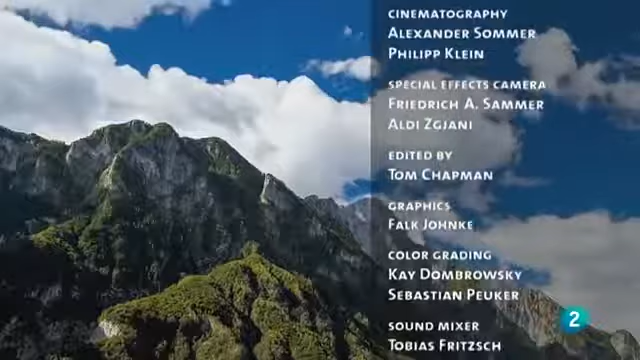 CINEMATOGRAPHY
ALEXANDER SOMMER
PHILIPP KLEIN
SPECIAL EFFECTS CAMERA
FRIEDRICH A. SAMMER
ALDI ZGJANI
EDITED BY
TOM CHAPMAN
GRAPHICS
FALK JOHNKE
COLOR GRADING
KAY DOMBROWSKY
SEBASTIAN PEUKER
SOUND MIXER
TOBIAS FRITZSCH
2